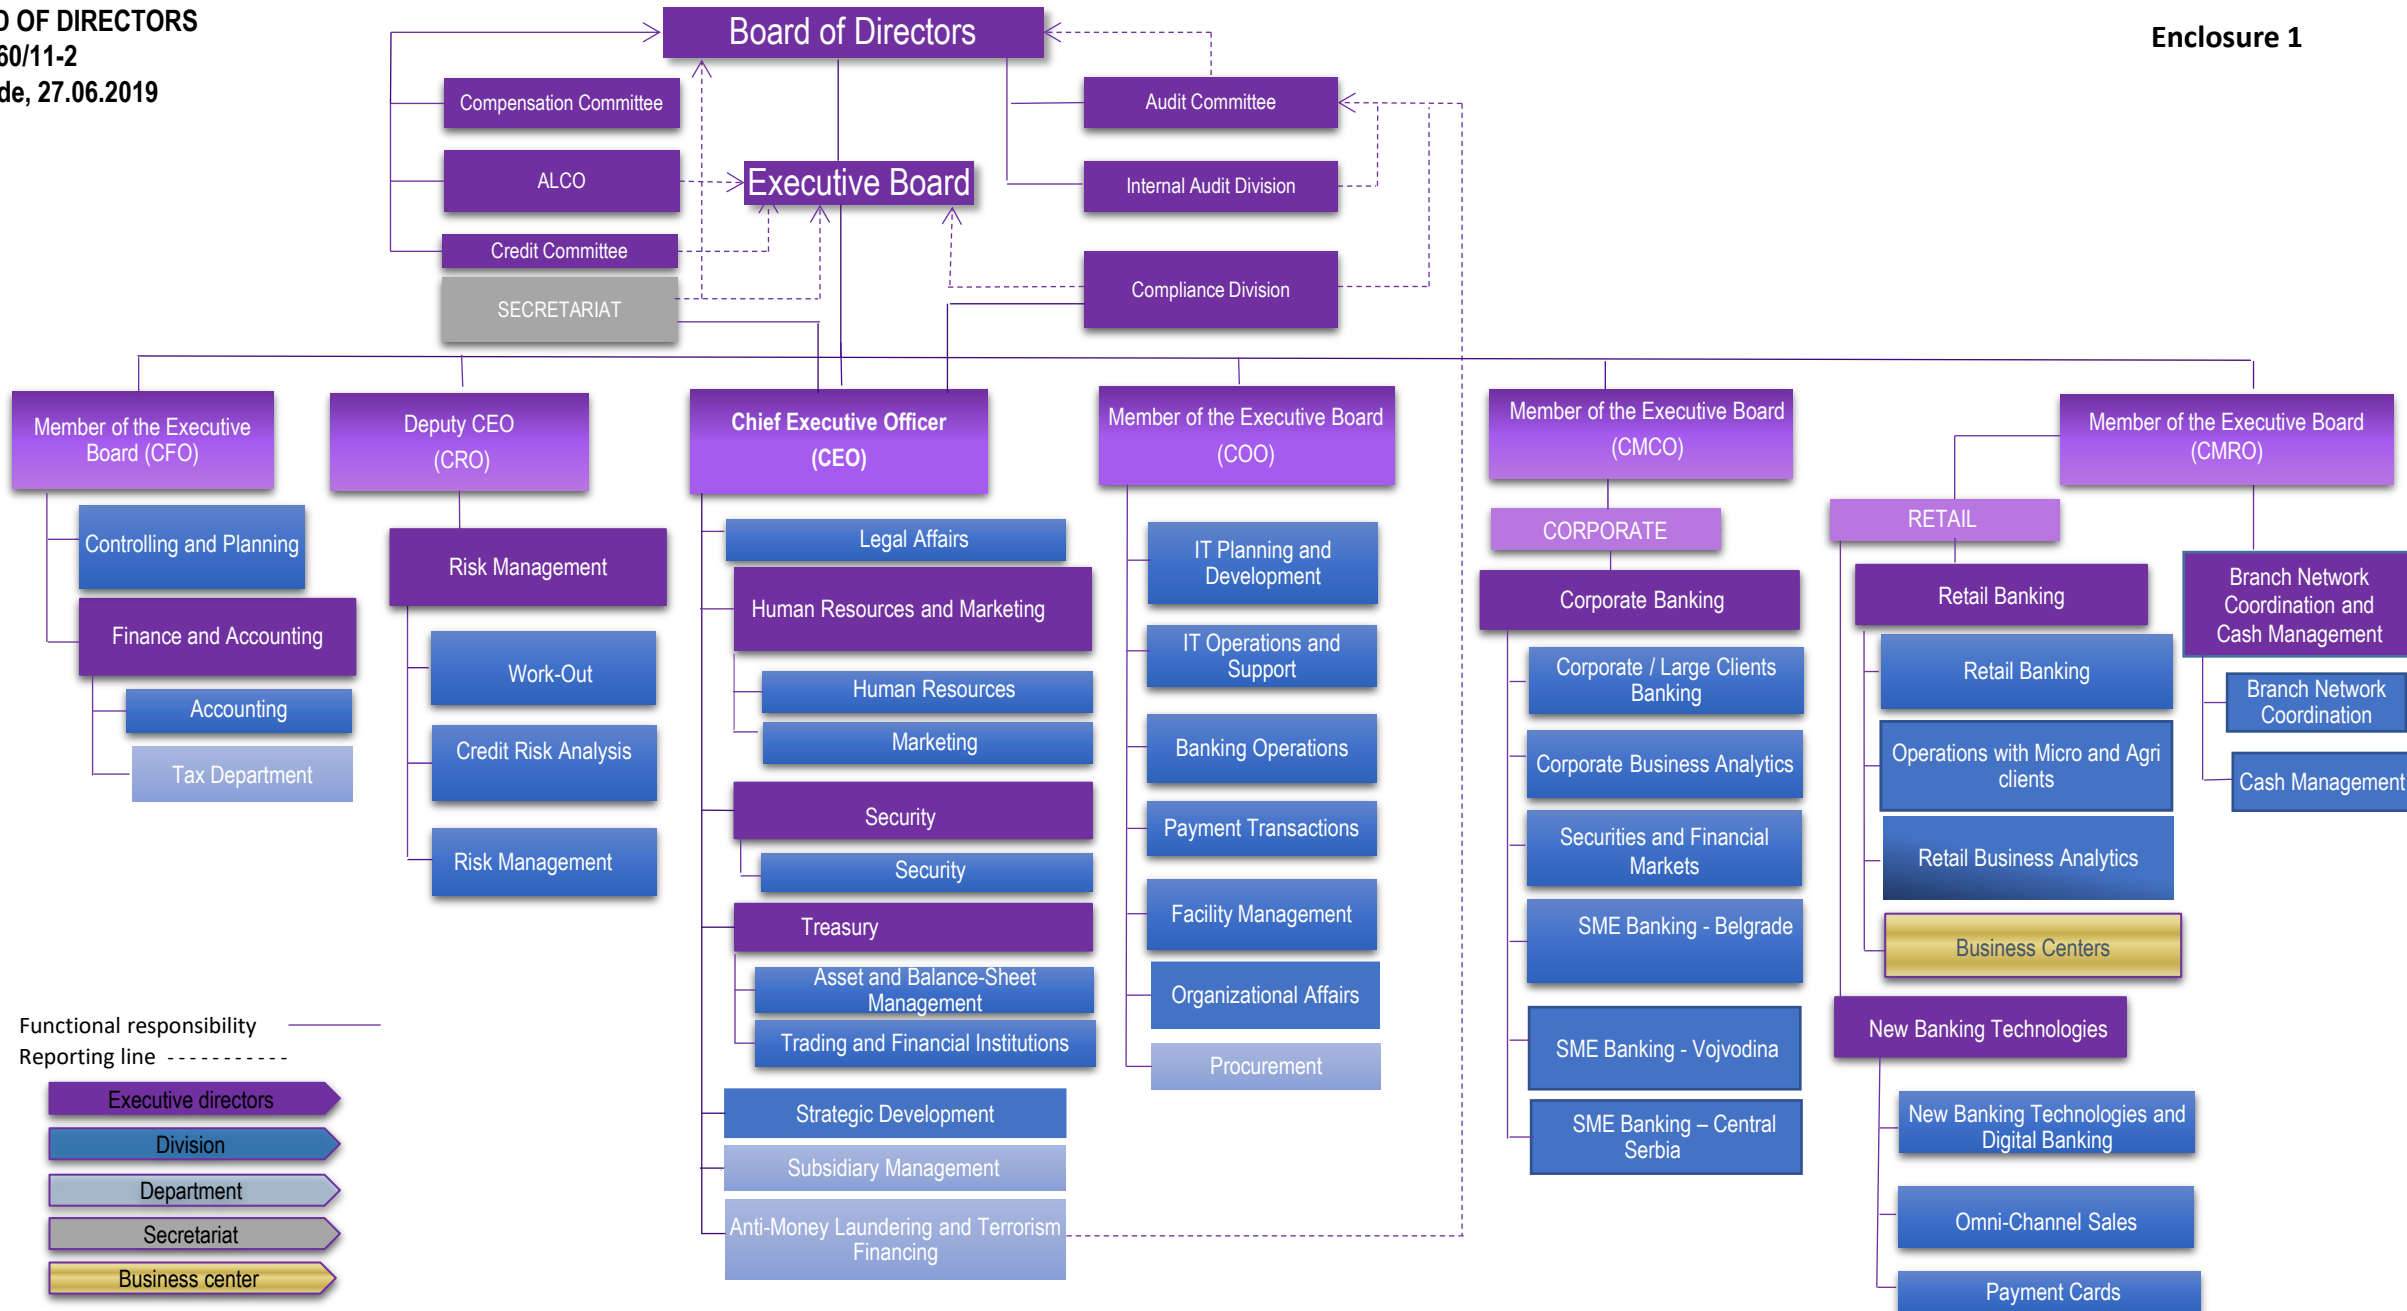 D OF DIRECTORS
60/11-2
de, 27.06.2019
Enclosure 1
Board of Directors
Compensation Committee
Audit Committee
ALCO
Executive Board
Internal Audit Division
Credit Committee
SECRETARIAT
Compliance Division
Member of the Executive
Board (CFO)
Deputy CEO
(CRO)
Chief Executive Officer
(CEO)
Member of the Executive Board
(COO)
Member of the Executive Board
(CMCO)
Member of the Executive Board
(CMRO)
Controlling and Planning
Finance and Accounting
Accounting
Tax Department
Risk Management
Work-Out
Credit Risk Analysis
Risk Management
Legal Affairs
Human Resources and Marketing
Human Resources
Marketing
Security
Security
Treasury
Asset and Balance-Sheet
Management
Trading and Financial Institutions
Strategic Development
Subsidiary Management
Anti-Money Laundering and Terrorism
Financing
IT Planning and
Development
IT Operations and
Support
Banking Operations
Payment Transactions
Facility Management
Organizational Affairs
Procurement
CORPORATE
Corporate Banking
Corporate / Large Clients
Banking
Corporate Business Analytics
Securities and Financial
Markets
SME Banking - Belgrade
SME Banking - Vojvodina
SME Banking – Central
Serbia
RETAIL
Retail Banking
Retail Banking
Operations with Micro and Agri
clients
Retail Business Analytics
Business Centers
New Banking Technologies
New Banking Technologies and
Digital Banking
Omni-Channel Sales
Payment Cards
Branch Network
Coordination and
Cash Management
Branch Network
Coordination
Cash Management
Functional responsibility
Reporting line
Executive directors
Division
Department
Secretariat
Business center